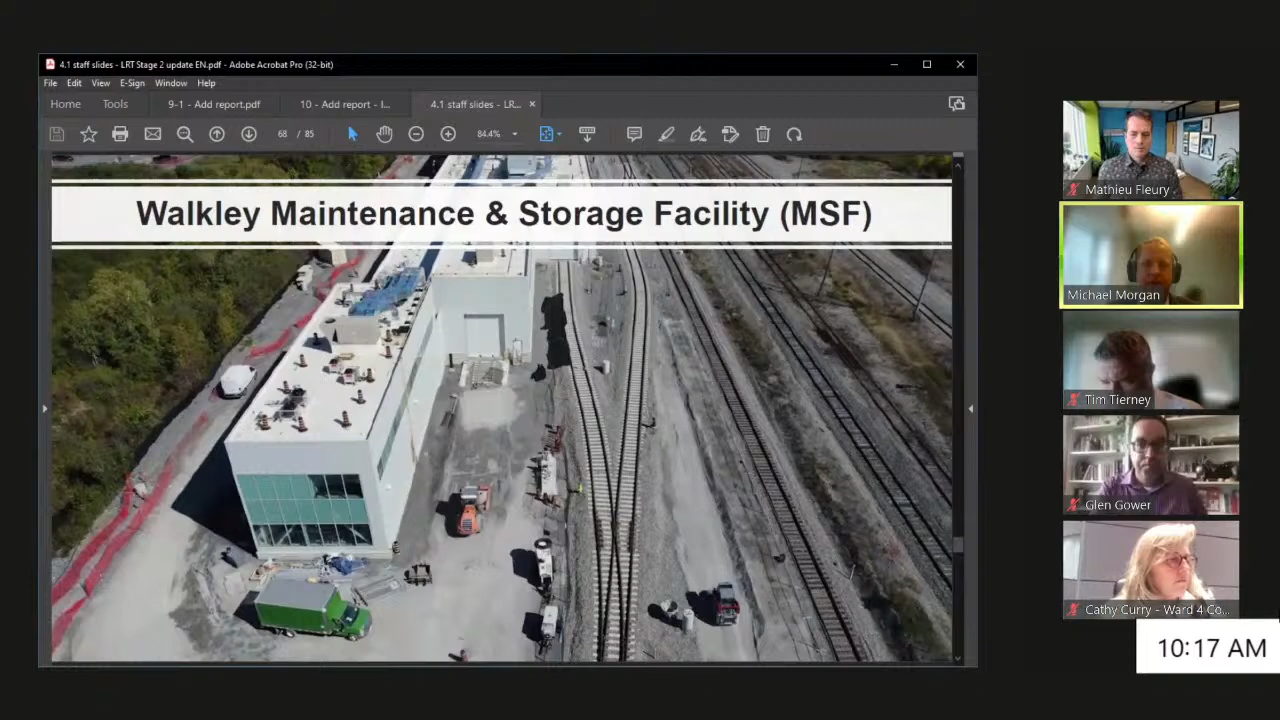 4.1 staff slides - LRT Stage 2 update EN.pdf - Adobe Acrobat Pro (32-bit)
File Edit View E-Sign Window Help
Home Tools 9-1 - Add report.pdf 10 - Add report - I... 4.1 staff slides - LR... ×
68 / 85 84.4%
Walkley Maintenance & Storage Facility (MSF)
Mathieu Fleury
Michael Morgan
Tim Tierney
Glen Gower
Cathy Curry - Ward 4 Co...
10:17 AM